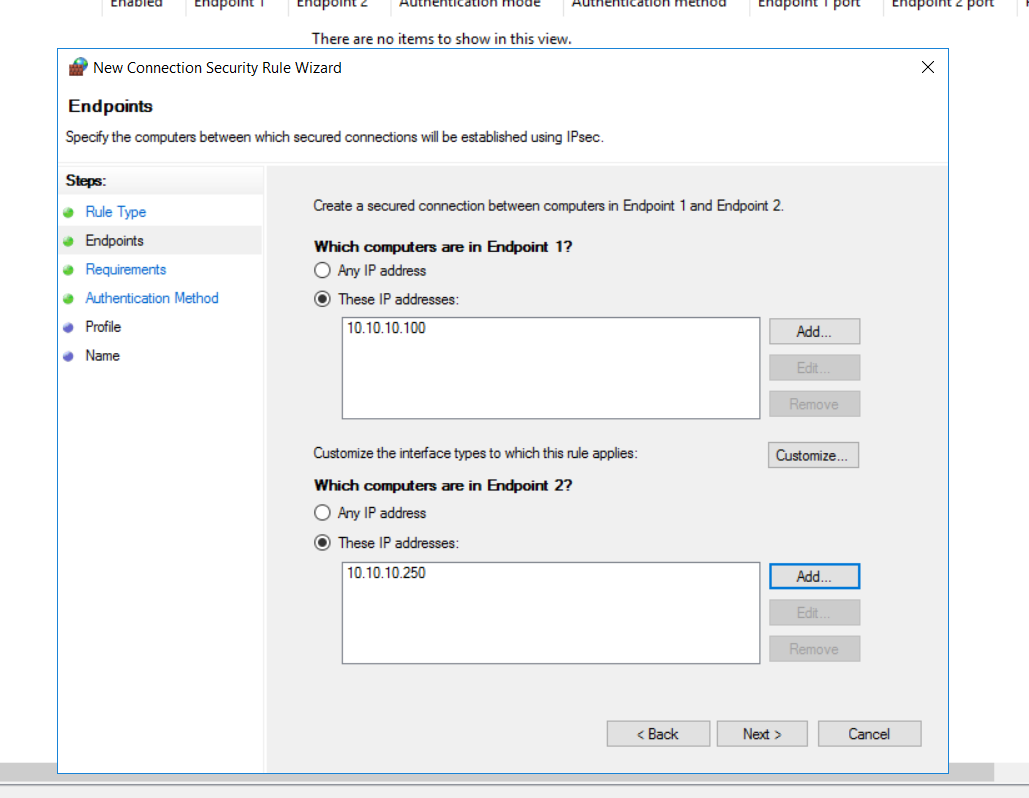 Enabled Endpoint 1 Endpoint 2 Authentication mode Authentication method Endpoint 1 port Endpoint 2 port
There are no items to show in this view.
New Connection Security Rule Wizard
Endpoints
Specify the computers between which secured connections will be established using IPsec.
Steps:
Rule Type
Endpoints
Requirements
Authentication Method
Profile
Name
Create a secured connection between computers in Endpoint 1 and Endpoint 2.
Which computers are in Endpoint 1?
Any IP address
These IP addresses:
10.10.10.100
Add...
Edit...
Remove
Customize the interface types to which this rule applies:
Customize...
Which computers are in Endpoint 2?
Any IP address
These IP addresses:
10.10.10.250
Add...
Edit...
Remove
< Back Next > Cancel